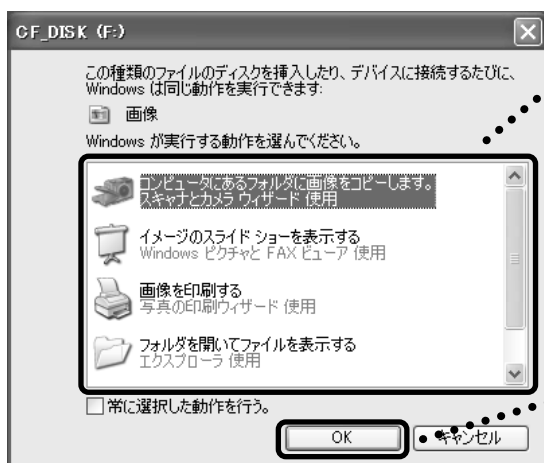 CF_DISK (F:)
この種類のファイルのディスクを挿入したり、デバイスに接続するたびに、
Windows は同じ動作を実行できます:
画像
Windows が実行する動作を選んでください。
コンピュータにあるフォルダに画像をコピーします。
スキャナとカメラ ウィザード 使用
イメージのスライド ショーを表示する
Windows ピクチャと FAX ビューア 使用
画像を印刷する
写真の印刷ウィザード 使用
フォルダを開いてファイルを表示する
エクスプローラ 使用
常に選択した動作を行う。
OK
キャンセル